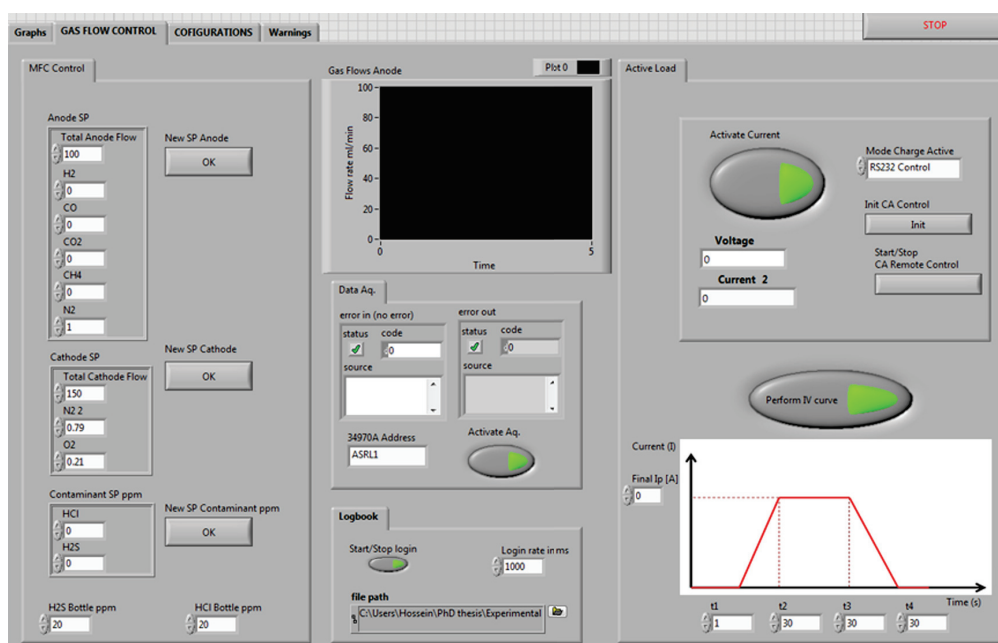 Graphs
GAS FLOW CONTROL
COFIGURATIONS
Warnings
STOP
MFC Control
Anode SP
Total Anode Flow
100
H2
0
CO
0
CO2
0
CH4
0
N2
1
New SP Anode
OK
Cathode SP
Total Cathode Flow
150
N2 2
0.79
O2
0.21
New SP Cathode
OK
Contaminant SP ppm
HCl
0
H2S
0
New SP Contaminant ppm
OK
H2S Bottle ppm
20
HCl Bottle ppm
20
Gas Flows Anode
Plot 0
Flow rate ml/min
100
80
60
40
20
0
0
5
Time
Data Aq.
error in (no error)
status
code
0
source
error out
status
code
0
source
34970A Address
ASRL1
Activate Aq.
Logbook
Start/Stop login
Login rate in ms
1000
file path
C:\Users\Hossein\PhD thesis\Experimental
Active Load
Activate Current
Mode Charge Active
RS232 Control
Init CA Control
Init
Voltage
0
Current 2
0
Start/Stop
CA Remote Control
Perform IV curve
Current (I)
Final Ip [A]
0
Time (s)
t1
1
t2
30
t3
30
t4
30